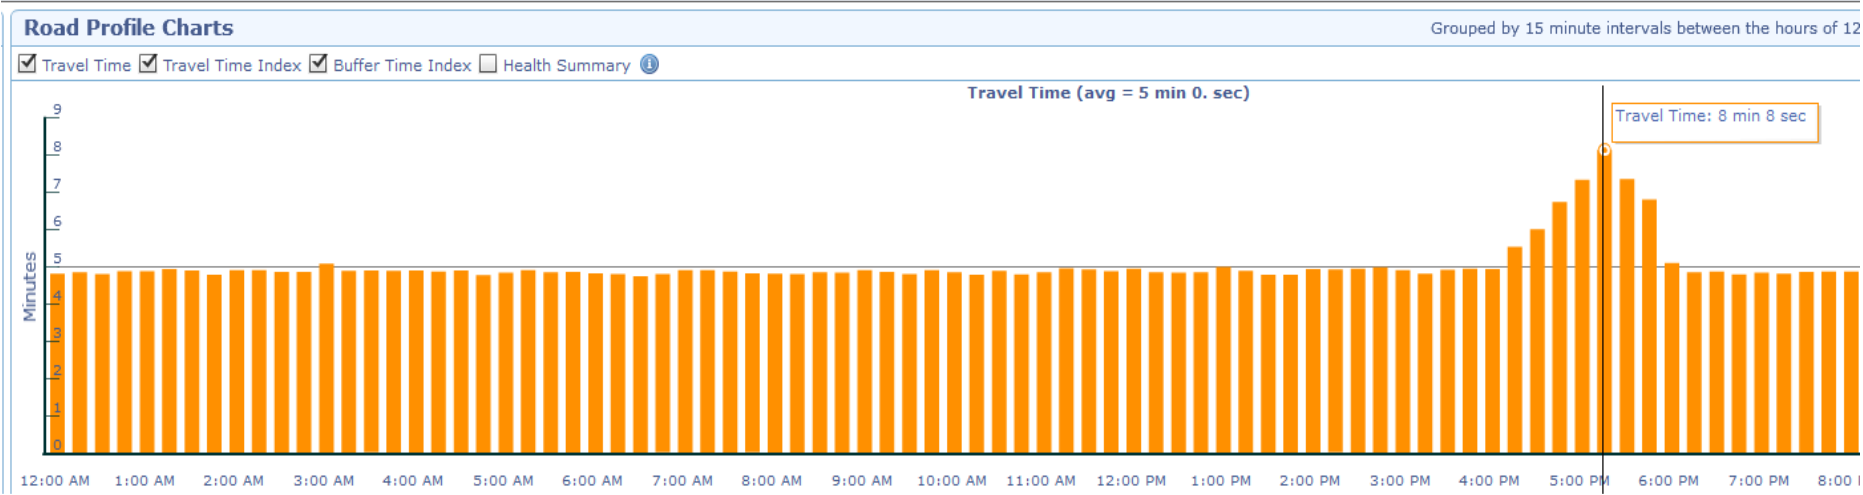 Road Profile Charts
Grouped by 15 minute intervals between the hours of 12
Travel Time Travel Time Index Buffer Time Index Health Summary i
Travel Time (avg = 5 min 0. sec)
Travel Time: 8 min 8 sec
9
8
7
6
5
4
3
2
1
0
Minutes
12:00 AM 1:00 AM 2:00 AM 3:00 AM 4:00 AM 5:00 AM 6:00 AM 7:00 AM 8:00 AM 9:00 AM 10:00 AM 11:00 AM 12:00 PM 1:00 PM 2:00 PM 3:00 PM 4:00 PM 5:00 PM 6:00 PM 7:00 PM 8:00